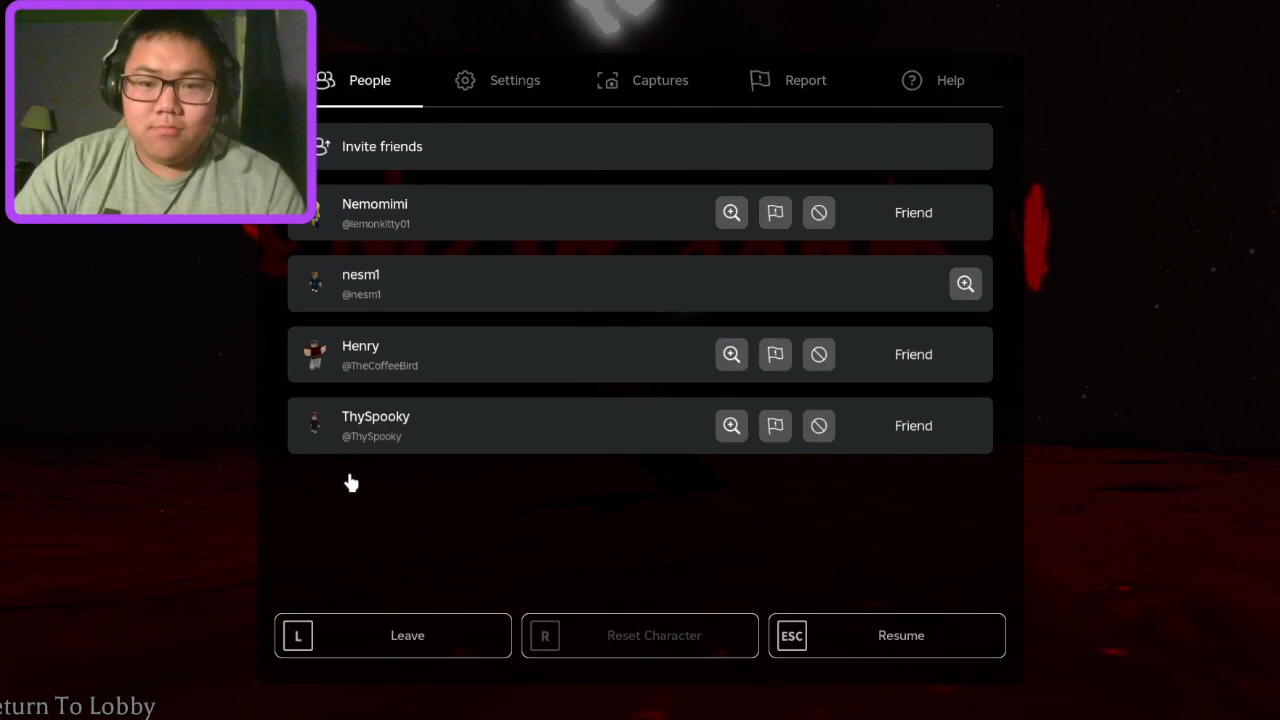 People
Settings
Captures
Report
Help
Invite friends
Nemomimi
@lemonkitty01
Friend
nesm1
@nesm1
Henry
@TheCoffeeBird
Friend
ThySpooky
@ThySpooky
Friend
L Leave
R Reset Character
ESC Resume
eturn To Lobby